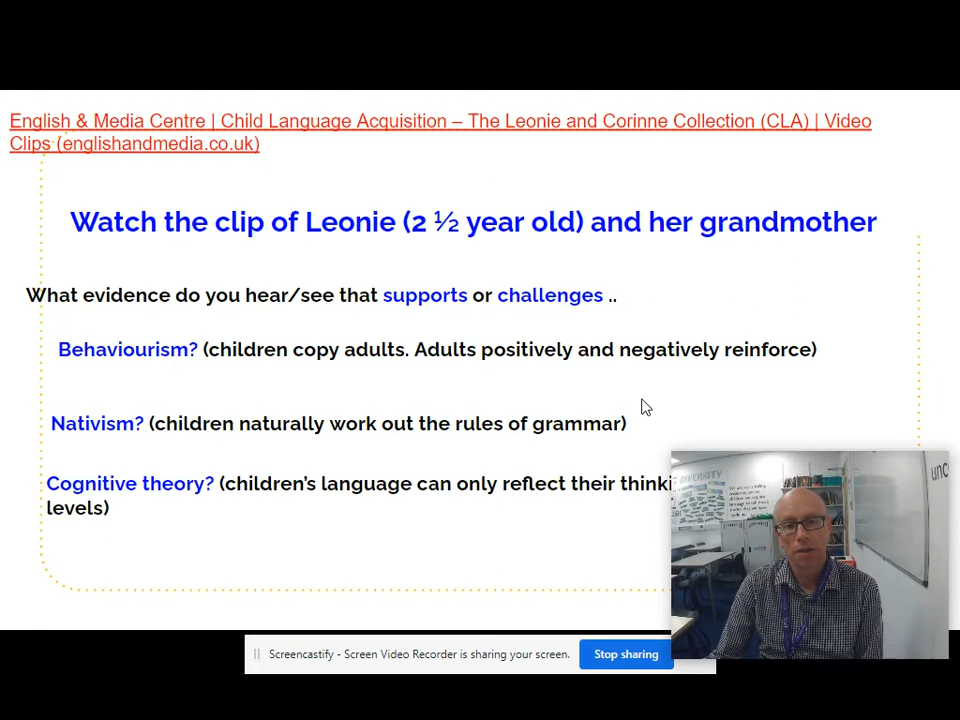 English & Media Centre | Child Language Acquisition – The Leonie and Corinne Collection (CLA) | Video
Clips (englishandmedia.co.uk)
Watch the clip of Leonie (2 ½ year old) and her grandmother
What evidence do you hear/see that supports or challenges ..
Behaviourism? (children copy adults. Adults positively and negatively reinforce)
Nativism? (children naturally work out the rules of grammar)
Cognitive theory? (children's language can only reflect their
levels)
DIVERSITY
unc
Screencastify - Screen Video Recorder is sharing your screen.
Stop sharing